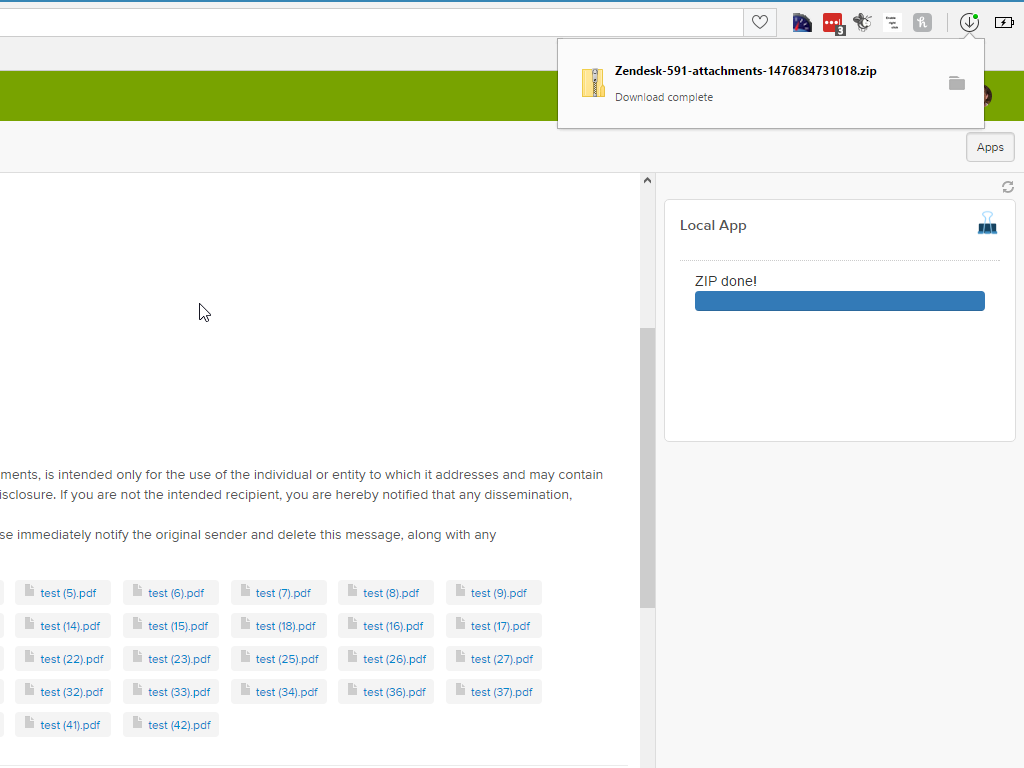 3
Zendesk-591-attachments-1476834731018.zip
Download complete
Apps
Local App
ZIP done!
ments, is intended only for the use of the individual or entity to which it addresses and may contain
isclosure. If you are not the intended recipient, you are hereby notified that any dissemination,
se immediately notify the original sender and delete this message, along with any
test (5).pdf test (6).pdf test (7).pdf test (8).pdf test (9).pdf
test (14).pdf test (15).pdf test (18).pdf test (16).pdf test (17).pdf
test (22).pdf test (23).pdf test (25).pdf test (26).pdf test (27).pdf
test (32).pdf test (33).pdf test (34).pdf test (36).pdf test (37).pdf
test (41).pdf test (42).pdf